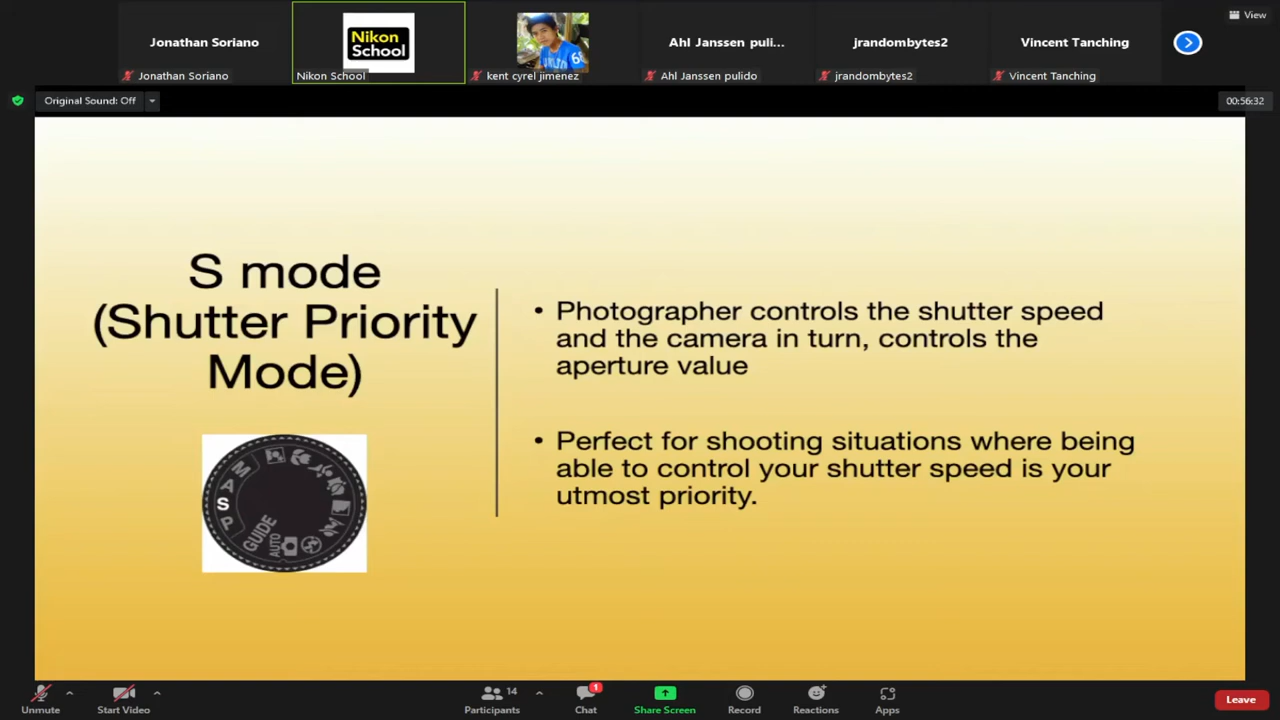 View
Jonathan Soriano
Nikon
School
Ahl Janssen puli...
jrandombytes2
Vincent Tanching
Jonathan Soriano
Nikon School
kent cyrel jimenez
Ahl Janssen pulido
jrandombytes2
Vincent Tanching
Original Sound: Off
00:56:32
S mode
(Shutter Priority
Mode)
M
A
S
P
GUIDE
AUTO
• Photographer controls the shutter speed
and the camera in turn, controls the
aperture value
• Perfect for shooting situations where being
able to control your shutter speed is your
utmost priority.
Unmute
Start Video
14
Participants
1
Chat
Share Screen
Record
Reactions
Apps
Leave